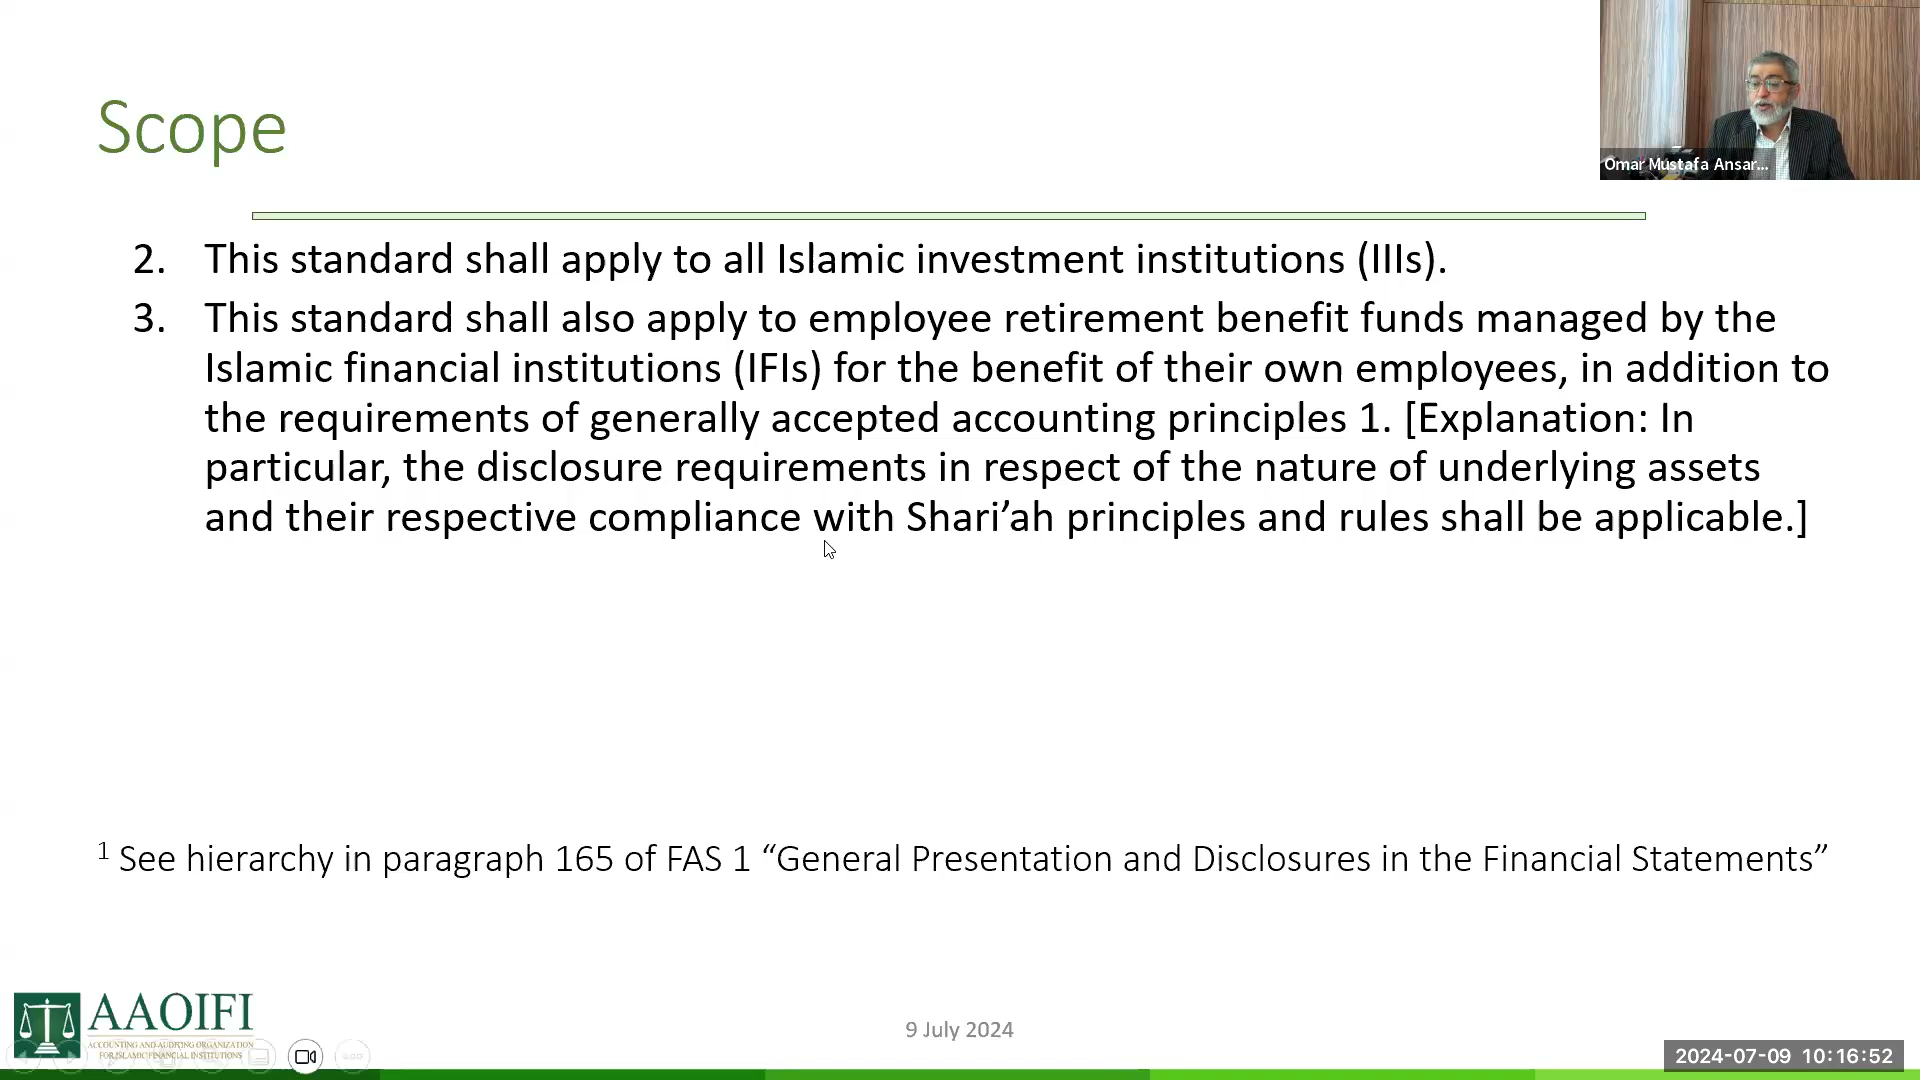 Scope
Omar Mustafa Ansar...
2. This standard shall apply to all Islamic investment institutions (IIIs).
3. This standard shall also apply to employee retirement benefit funds managed by the
Islamic financial institutions (IFIs) for the benefit of their own employees, in addition to
the requirements of generally accepted accounting principles 1. [Explanation: In
particular, the disclosure requirements in respect of the nature of underlying assets
and their respective compliance with Shari’ah principles and rules shall be applicable.]
1 See hierarchy in paragraph 165 of FAS 1 “General Presentation and Disclosures in the Financial Statements”
AAOIFI
ACCOUNTING AND AUDITING ORGANIZATION
FOR ISLAMIC FINANCIAL INSTITUTIONS
9 July 2024
2024-07-09 10:16:52